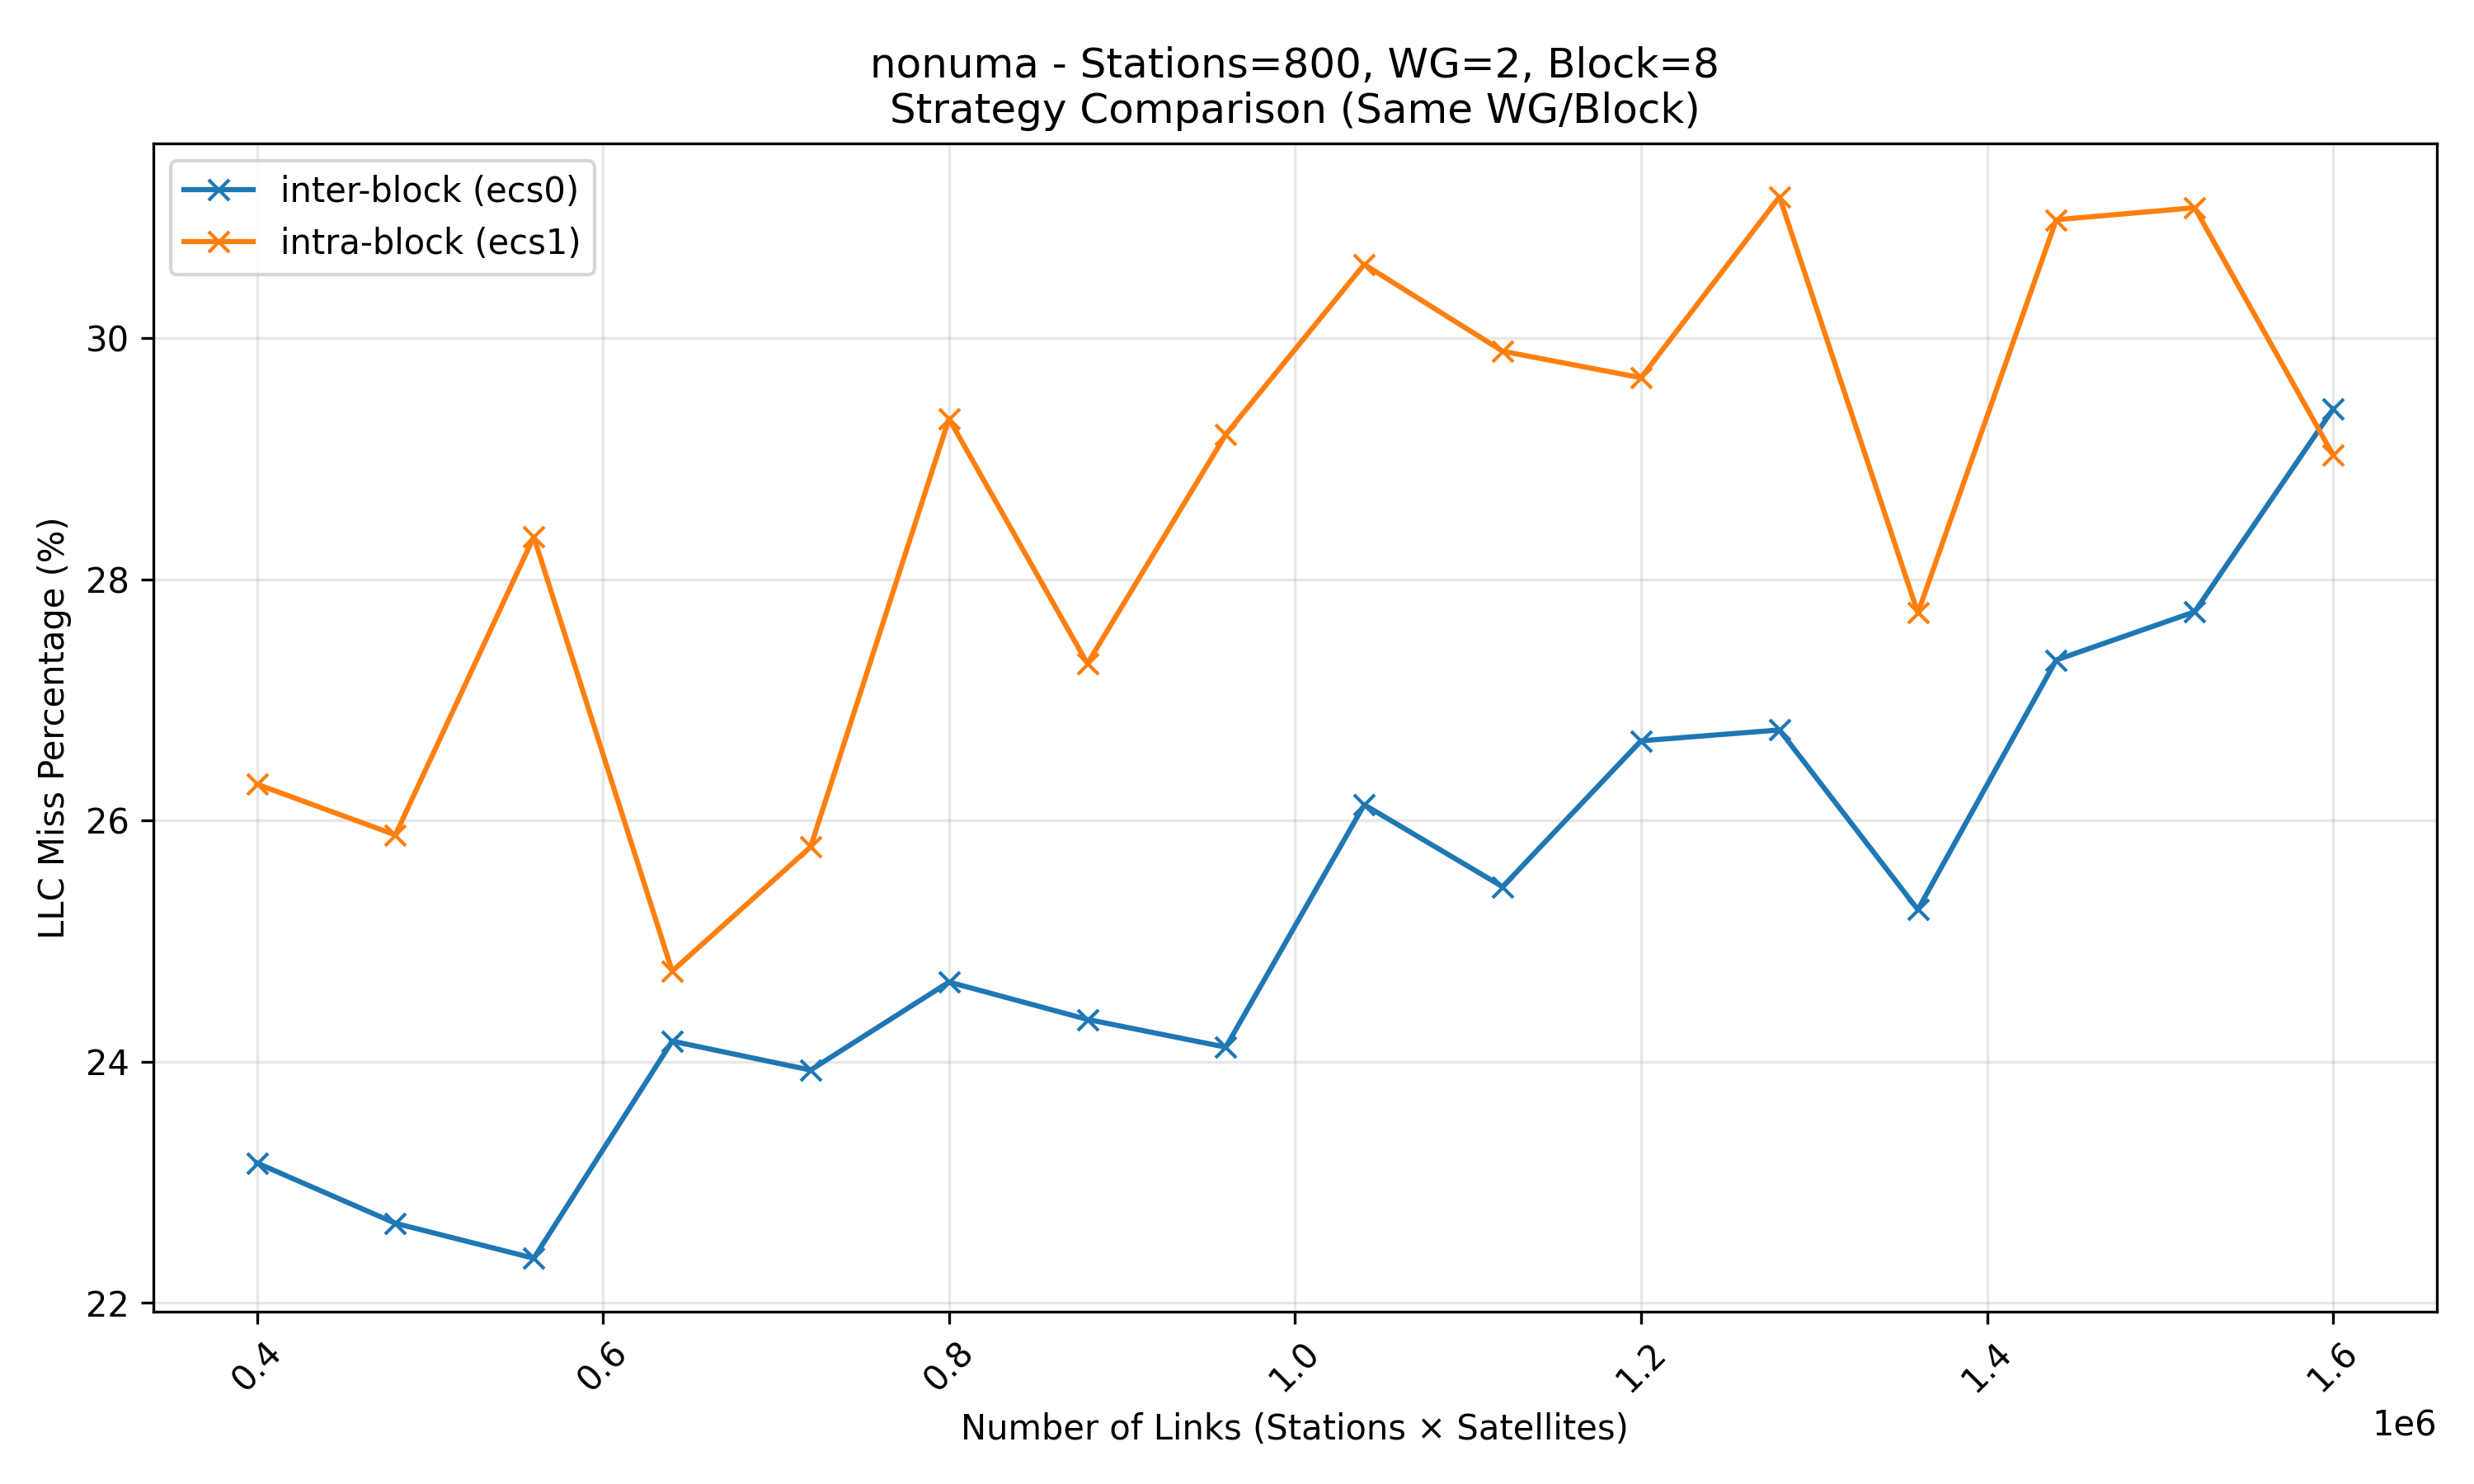 nonuma - Stations=800, WG=2, Block=8
Strategy Comparison (Same WG/Block)
inter-block (ecs0)
intra-block (ecs1)
LLC Miss Percentage (%)
30
28
26
24
22
0.4
0.6
0.8
1.0
1.2
1.4
1.6
1e6
Number of Links (Stations × Satellites)